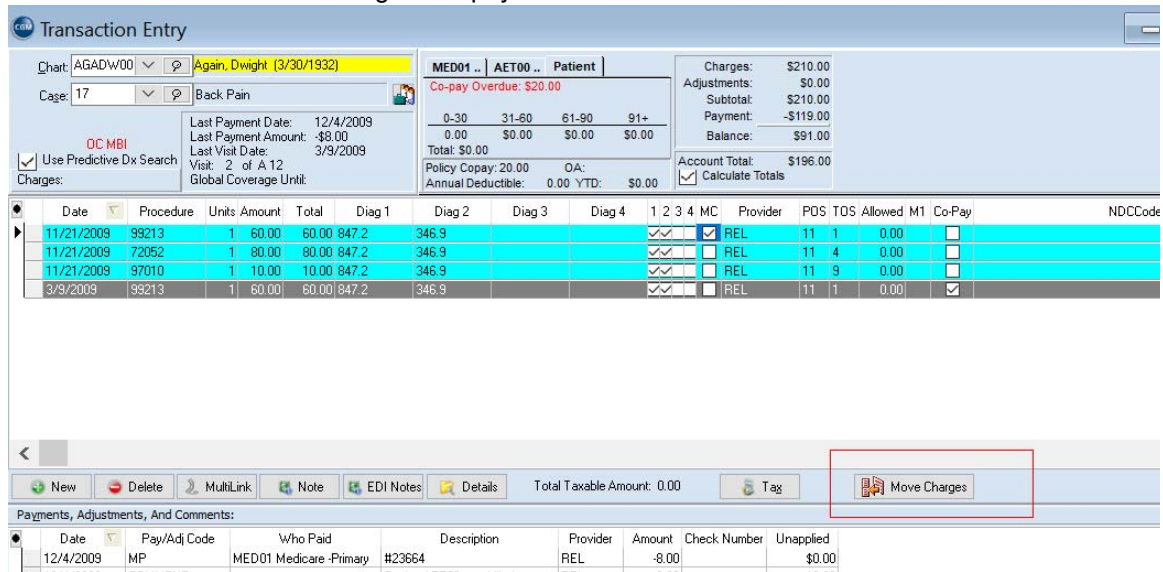 CGM Transaction Entry
Chart: AGADW00 Again, Dwight (3/30/1932)
Case: 17 Back Pain
OC MBI
Use Predictive Dx Search
Charges:
Last Payment Date: 12/4/2009
Last Payment Amount: -$8.00
Last Visit Date: 3/9/2009
Visit: 2 of A 12
Global Coverage Until:
MED01 .. AET00 .. Patient
Co-pay Overdue: $20.00
0-30 31-60 61-90 91+
0.00 $0.00 $0.00 $0.00
Total: $0.00
Policy Copay: 20.00 OA:
Annual Deductible: 0.00 YTD: $0.00
Charges: $210.00
Adjustments: $0.00
Subtotal: $210.00
Payment: -$119.00
Balance: $91.00
Account Total: $196.00
Calculate Totals
Date Procedure Units Amount Total Diag 1 Diag 2 Diag 3 Diag 4 1 2 3 4 MC Provider POS TOS Allowed M1 Co-Pay NDCCode
11/21/2009 99213 1 60.00 60.00 847.2 346.9 REL 11 1 0.00
11/21/2009 72052 1 80.00 80.00 847.2 346.9 REL 11 4 0.00
11/21/2009 97010 1 10.00 10.00 847.2 346.9 REL 11 9 0.00
3/9/2009 99213 1 60.00 60.00 847.2 346.9 REL 11 1 0.00
New Delete MultiLink Note EDI Notes Details Total Taxable Amount: 0.00 Tax Move Charges
Payments, Adjustments, And Comments:
Date Pay/Adj Code Who Paid Description Provider Amount Check Number Unapplied
12/4/2009 MP MED01 Medicare -Primary #23664 REL -8.00 $0.00